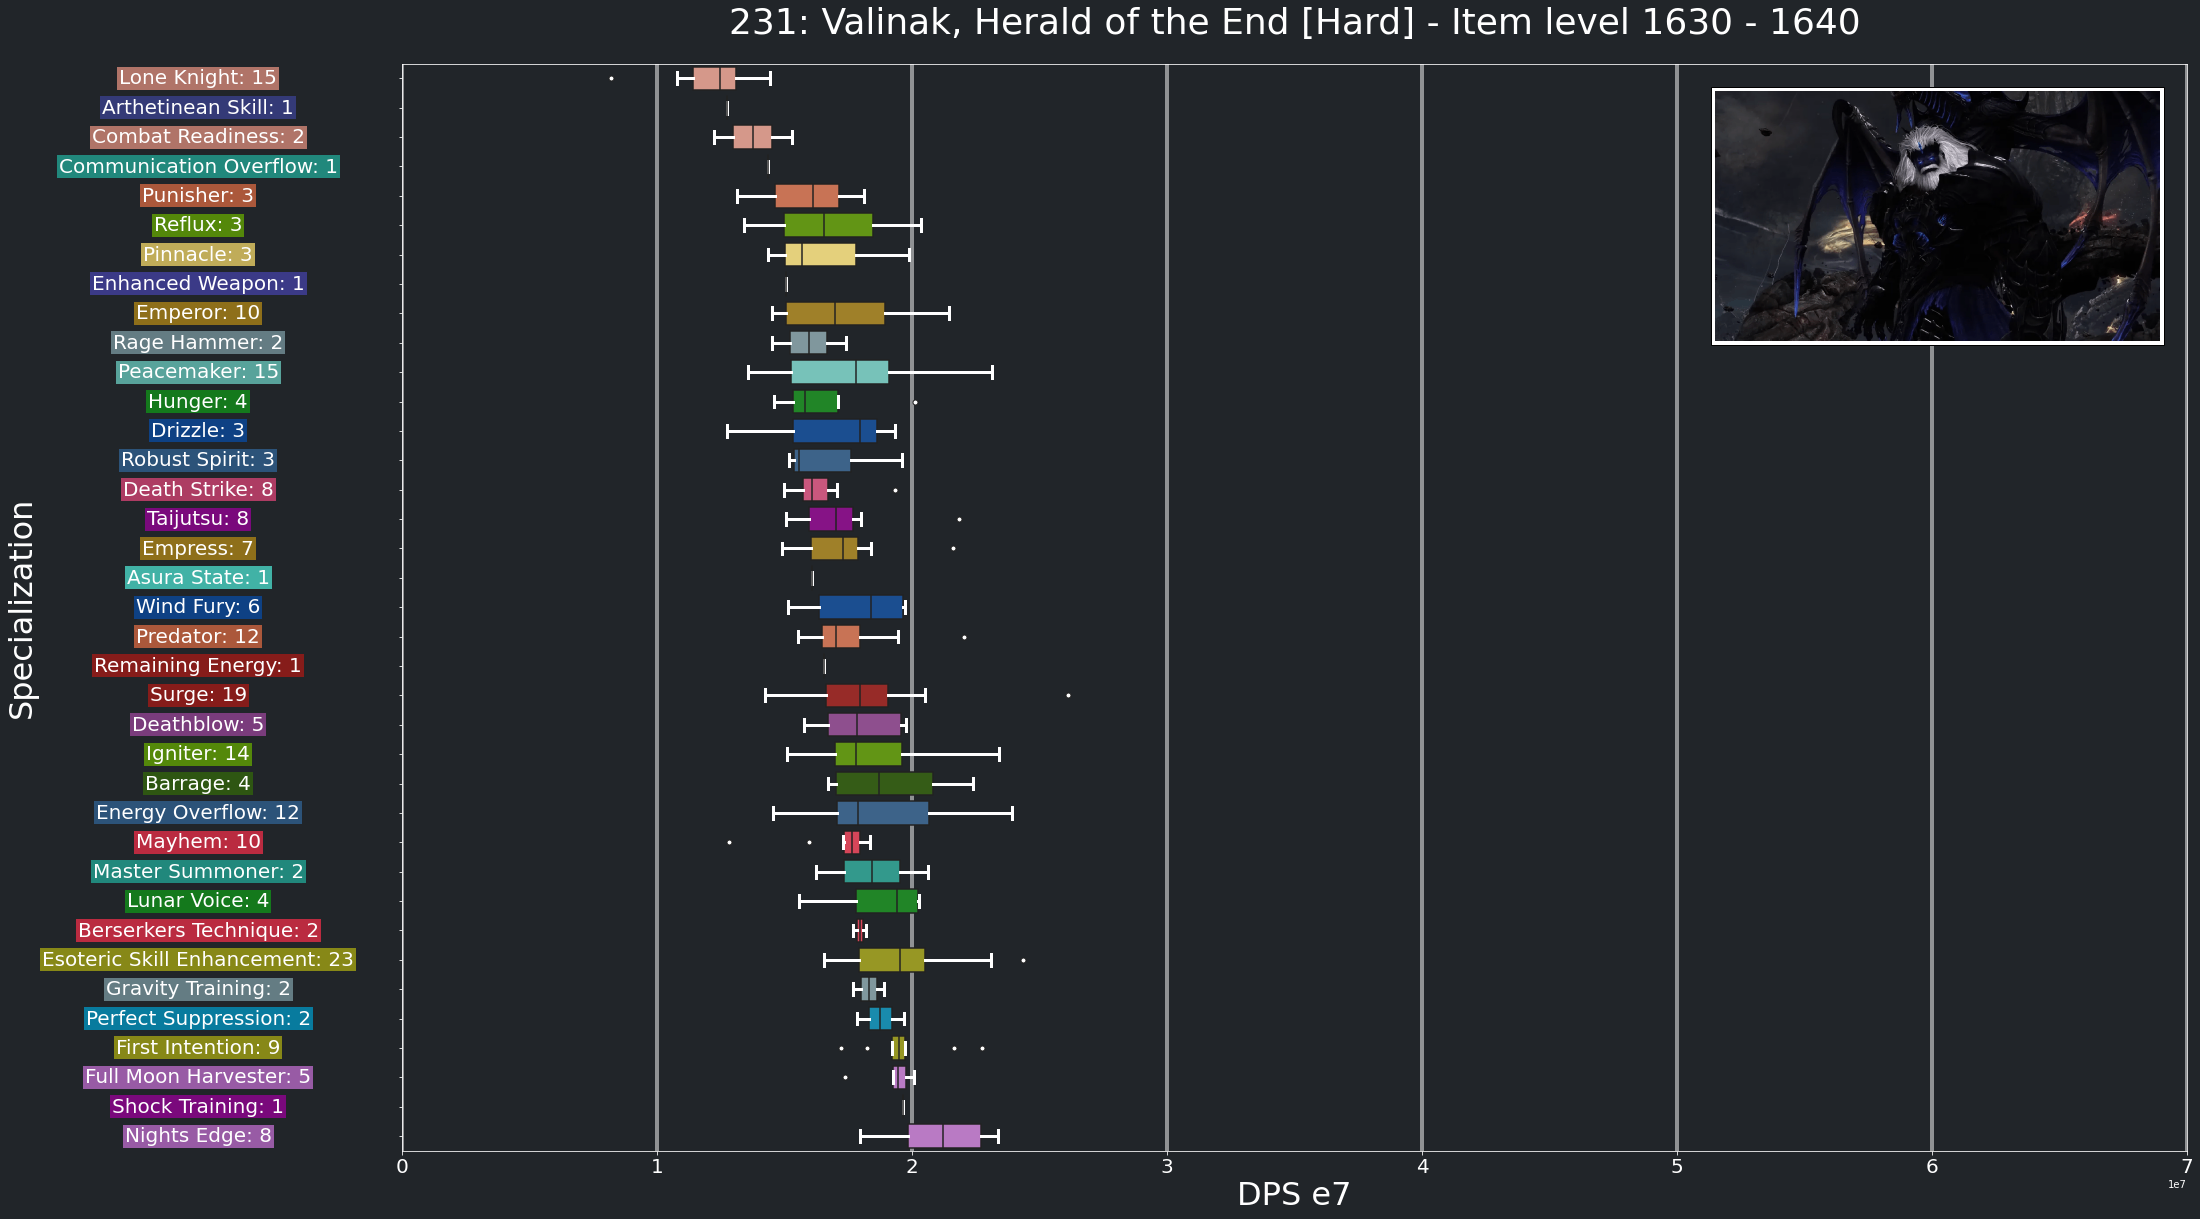 231: Valinak, Herald of the End [Hard] - Item level 1630 - 1640
Specialization
Lone Knight: 15
Arthetinean Skill: 1
Combat Readiness: 2
Communication Overflow: 1
Punisher: 3
Reflux: 3
Pinnacle: 3
Enhanced Weapon: 1
Emperor: 10
Rage Hammer: 2
Peacemaker: 15
Hunger: 4
Drizzle: 3
Robust Spirit: 3
Death Strike: 8
Taijutsu: 8
Empress: 7
Asura State: 1
Wind Fury: 6
Predator: 12
Remaining Energy: 1
Surge: 19
Deathblow: 5
Igniter: 14
Barrage: 4
Energy Overflow: 12
Mayhem: 10
Master Summoner: 2
Lunar Voice: 4
Berserkers Technique: 2
Esoteric Skill Enhancement: 23
Gravity Training: 2
Perfect Suppression: 2
First Intention: 9
Full Moon Harvester: 5
Shock Training: 1
Nights Edge: 8
0 1 2 3 4 5 6 7
1e7
DPS e7